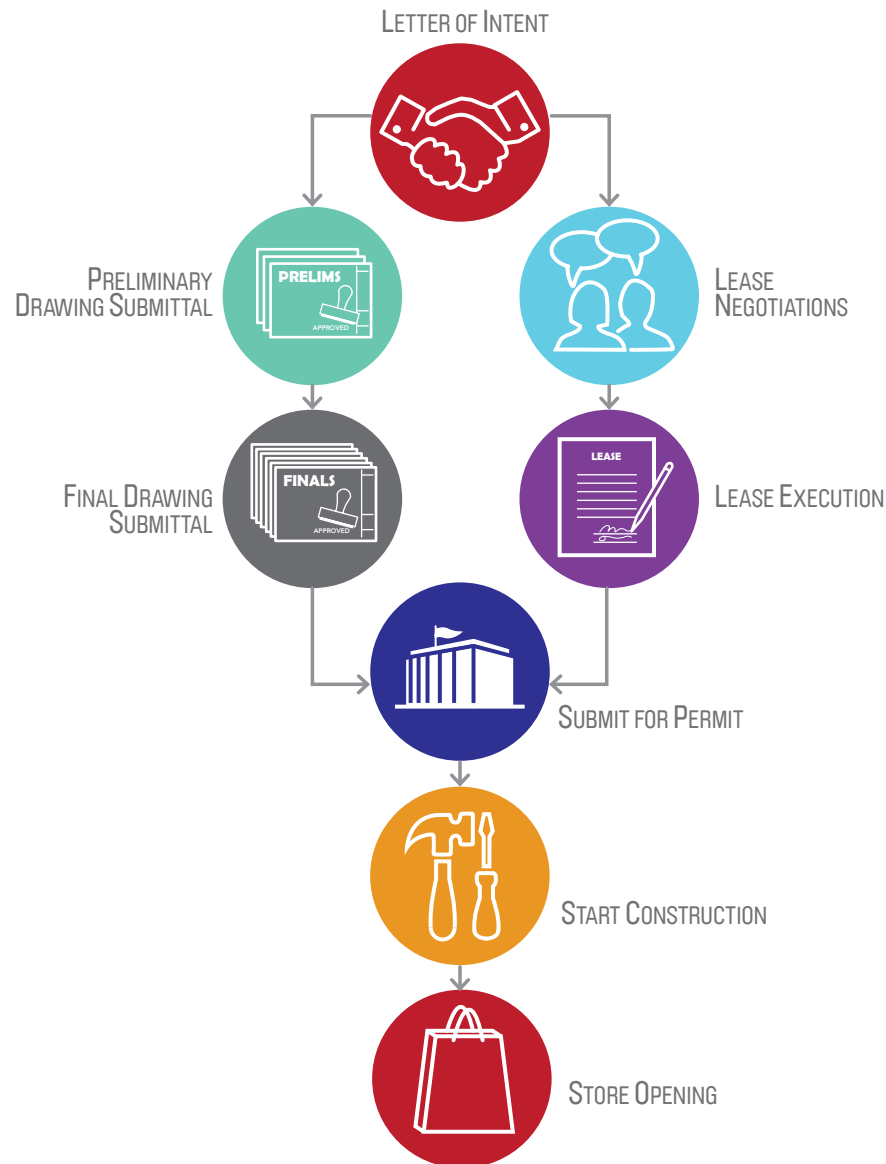 Letter of Intent
Preliminary
Drawing Submittal
PRELIMS
APPROVED
Lease
Negotiations
Final Drawing
Submittal
FINALS
APPROVED
LEASE
Lease Execution
Submit for Permit
Start Construction
Store Opening